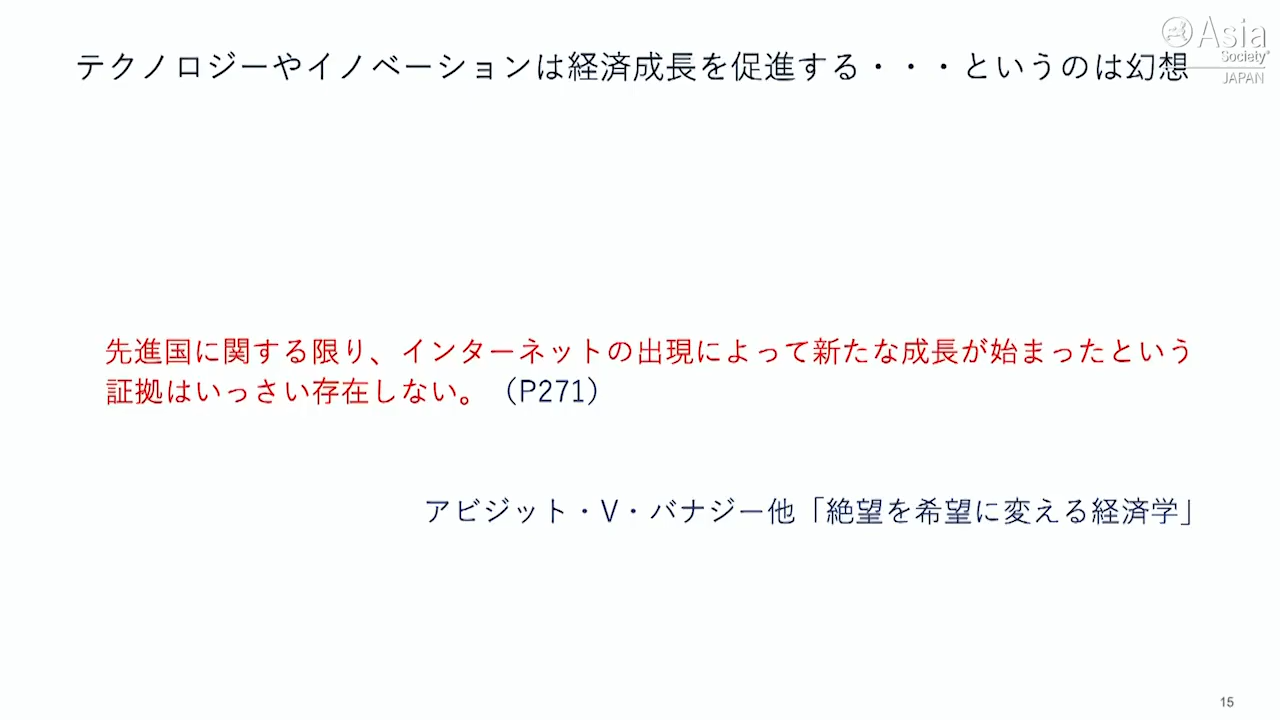 テクノロジーやイノベーションは経済成長を促進する・・・というのは幻想
Asia
Society
JAPAN
先進国に関する限り、インターネットの出現によって新たな成長が始まったという
証拠はいっさい存在しない。（P271）
アビジット・V・バナジー他「絶望を希望に変える経済学」
15